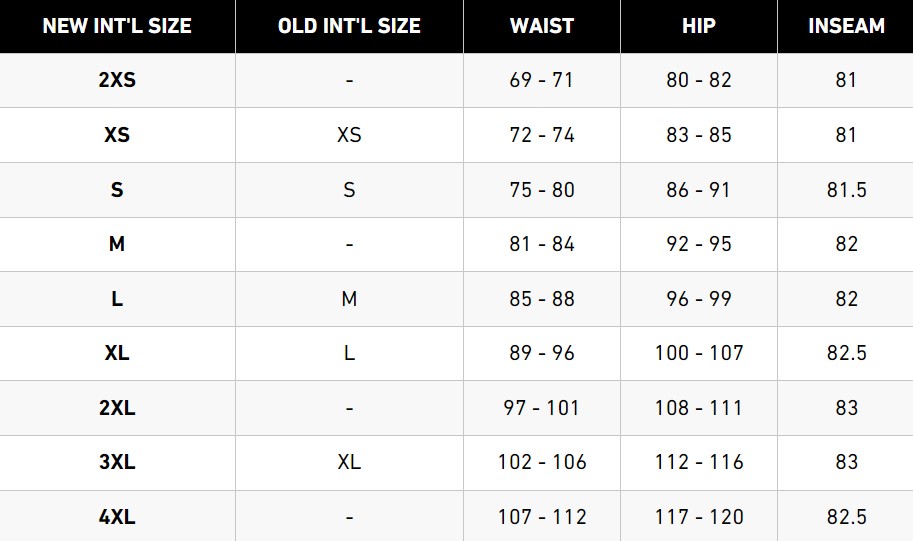 NEW INT'L SIZE OLD INT'L SIZE WAIST HIP INSEAM
2XS - 69 - 71 80 - 82 81
XS XS 72 - 74 83 - 85 81
S S 75 - 80 86 - 91 81.5
M - 81 - 84 92 - 95 82
L M 85 - 88 96 - 99 82
XL L 89 - 96 100 - 107 82.5
2XL - 97 - 101 108 - 111 83
3XL XL 102 - 106 112 - 116 83
4XL - 107 - 112 117 - 120 82.5